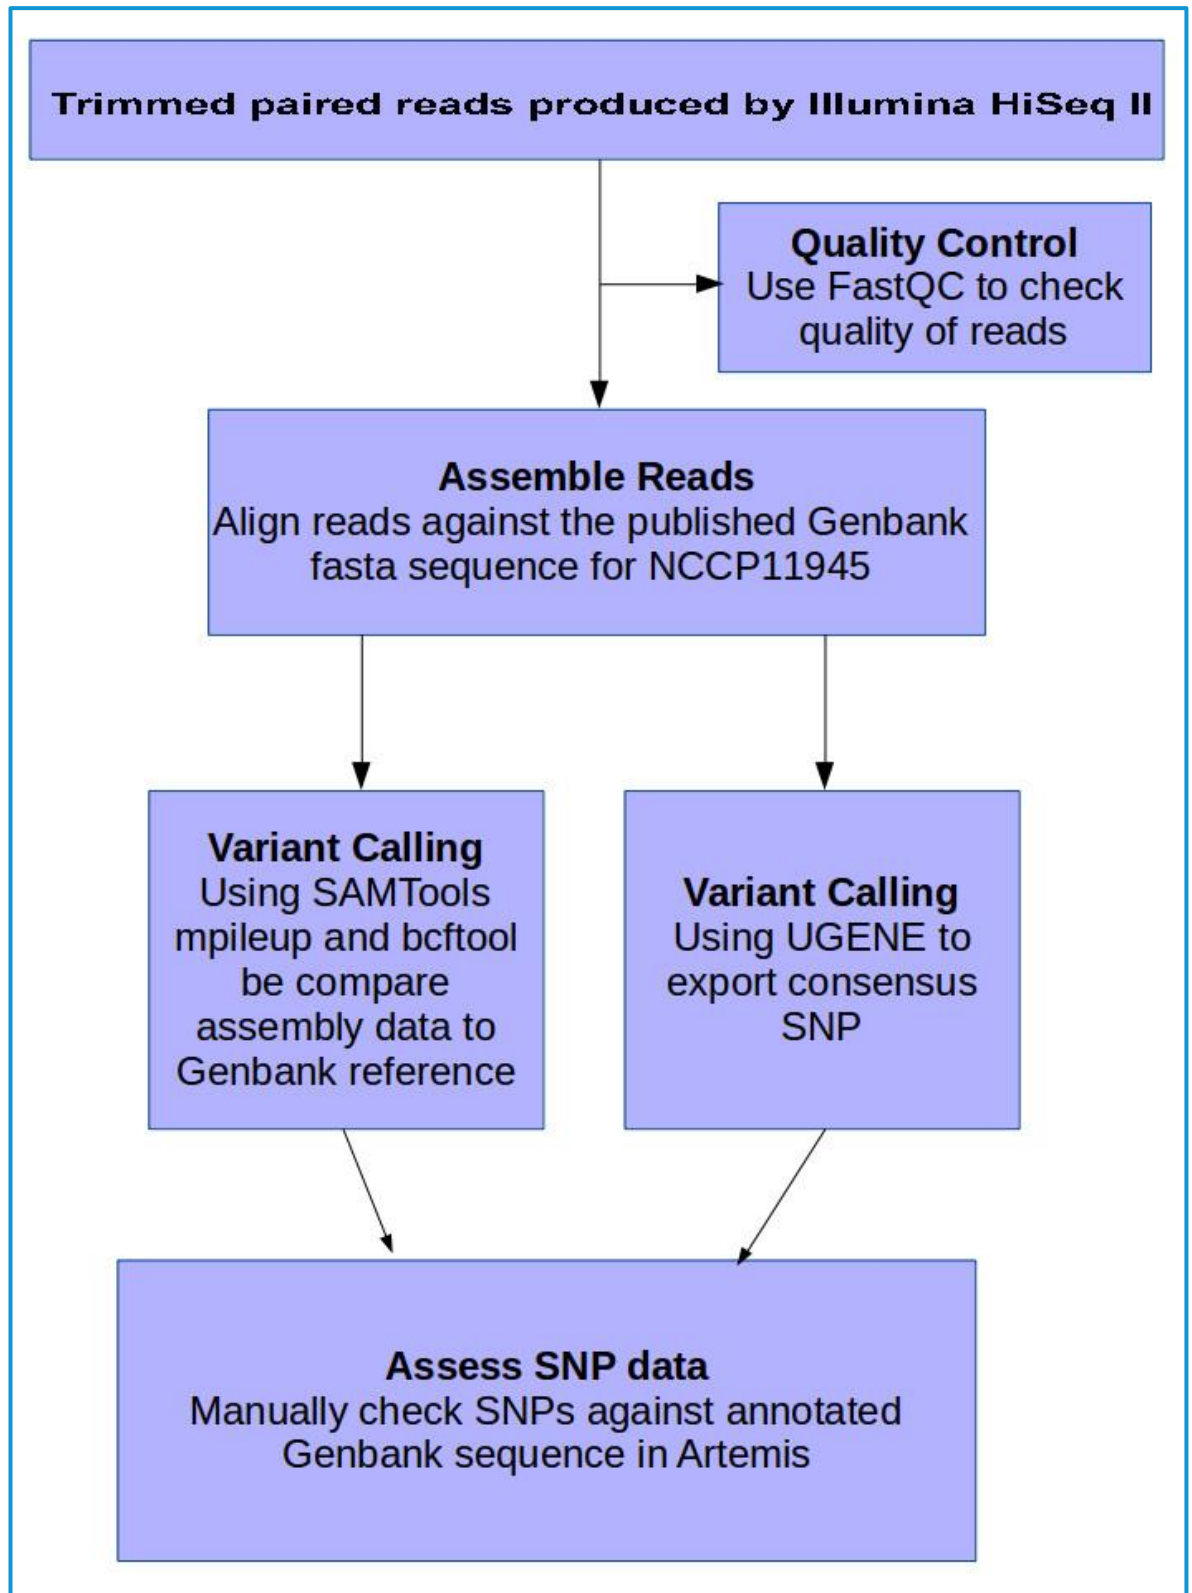 Trimmed paired reads produced by Illumina HiSeq II
Quality Control
Use FastQC to check
quality of reads
Assemble Reads
Align reads against the published Genbank
fasta sequence for NCCP11945
Variant Calling
Using SAMTools
mpileup and bcftool
be compare
assembly data to
Genbank reference
Variant Calling
Using UGENE to
export consensus
SNP
Assess SNP data
Manually check SNPs against annotated
Genbank sequence in Artemis